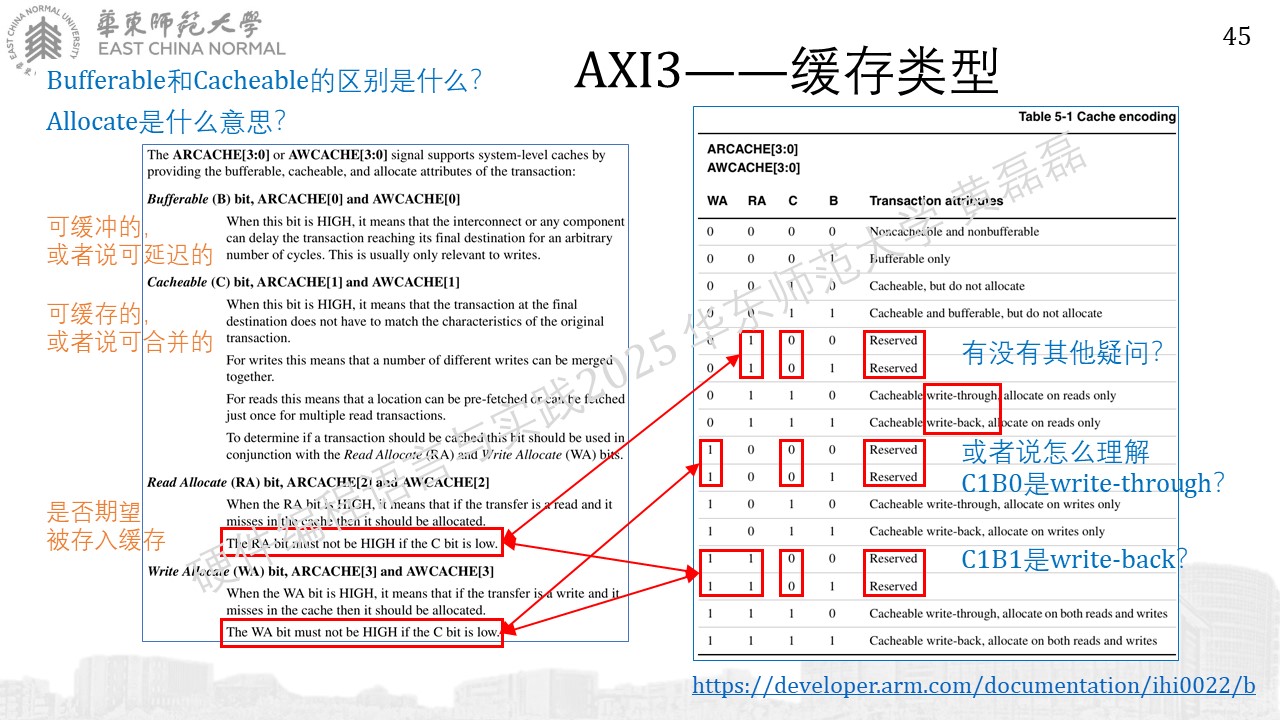 EAST CHINA NORMAL UNIVERSITY
華東師範大學
EAST CHINA NORMAL
45
AXI3——缓存类型
Bufferable和Cacheable的区别是什么?
Allocate是什么意思?
The ARCACHE[3:0] or AWCACHE[3:0] signal supports system-level caches by
providing the bufferable, cacheable, and allocate attributes of the transaction:
Bufferable (B) bit, ARCACHE[0] and AWCACHE[0]
When this bit is HIGH, it means that the interconnect or any component
can delay the transaction reaching its final destination for an arbitrary
number of cycles. This is usually only relevant to writes.
可缓冲的,
或者说可延迟的
Cacheable (C) bit, ARCACHE[1] and AWCACHE[1]
When this bit is HIGH, it means that the transaction at the final
destination does not have to match the characteristics of the original
transaction.
For writes this means that a number of different writes can be merged
together.
For reads this means that a location can be pre-fetched or can be fetched
just once for multiple read transactions.
To determine if a transaction should be cached this bit should be used in
conjunction with the Read Allocate (RA) and Write Allocate (WA) bits.
可缓存的,
或者说可合并的
Read Allocate (RA) bit, ARCACHE[2] and AWCACHE[2]
When the RA bit is HIGH, it means that if the transfer is a read and it
misses in the cache then it should be allocated.
The RA bit must not be HIGH if the C bit is low.
是否期望
被存入缓存
Write Allocate (WA) bit, ARCACHE[3] and AWCACHE[3]
When the WA bit is HIGH, it means that if the transfer is a write and it
misses in the cache then it should be allocated.
The WA bit must not be HIGH if the C bit is low.
Table 5-1 Cache encoding
ARCACHE[3:0]
AWCACHE[3:0]
WA RA C B Transaction attributes
0 0 0 0 Noncacheable and nonbufferable
0 0 0 1 Bufferable only
0 0 1 0 Cacheable, but do not allocate
0 0 1 1 Cacheable and bufferable, but do not allocate
0 1 0 0 Reserved
0 1 0 1 Reserved
0 1 1 0 Cacheable write-through, allocate on reads only
0 1 1 1 Cacheable write-back, allocate on reads only
1 0 0 0 Reserved
1 0 0 1 Reserved
1 0 1 0 Cacheable write-through, allocate on writes only
1 0 1 1 Cacheable write-back, allocate on writes only
1 1 0 0 Reserved
1 1 0 1 Reserved
1 1 1 0 Cacheable write-through, allocate on both reads and writes
1 1 1 1 Cacheable write-back, allocate on both reads and writes
有没有其他疑问?
或者说怎么理解
C1B0是write-through?
C1B1是write-back?
https://developer.arm.com/documentation/ihi0022/b
硬件编程语言与实践2025 华东师范大学 黄磊磊